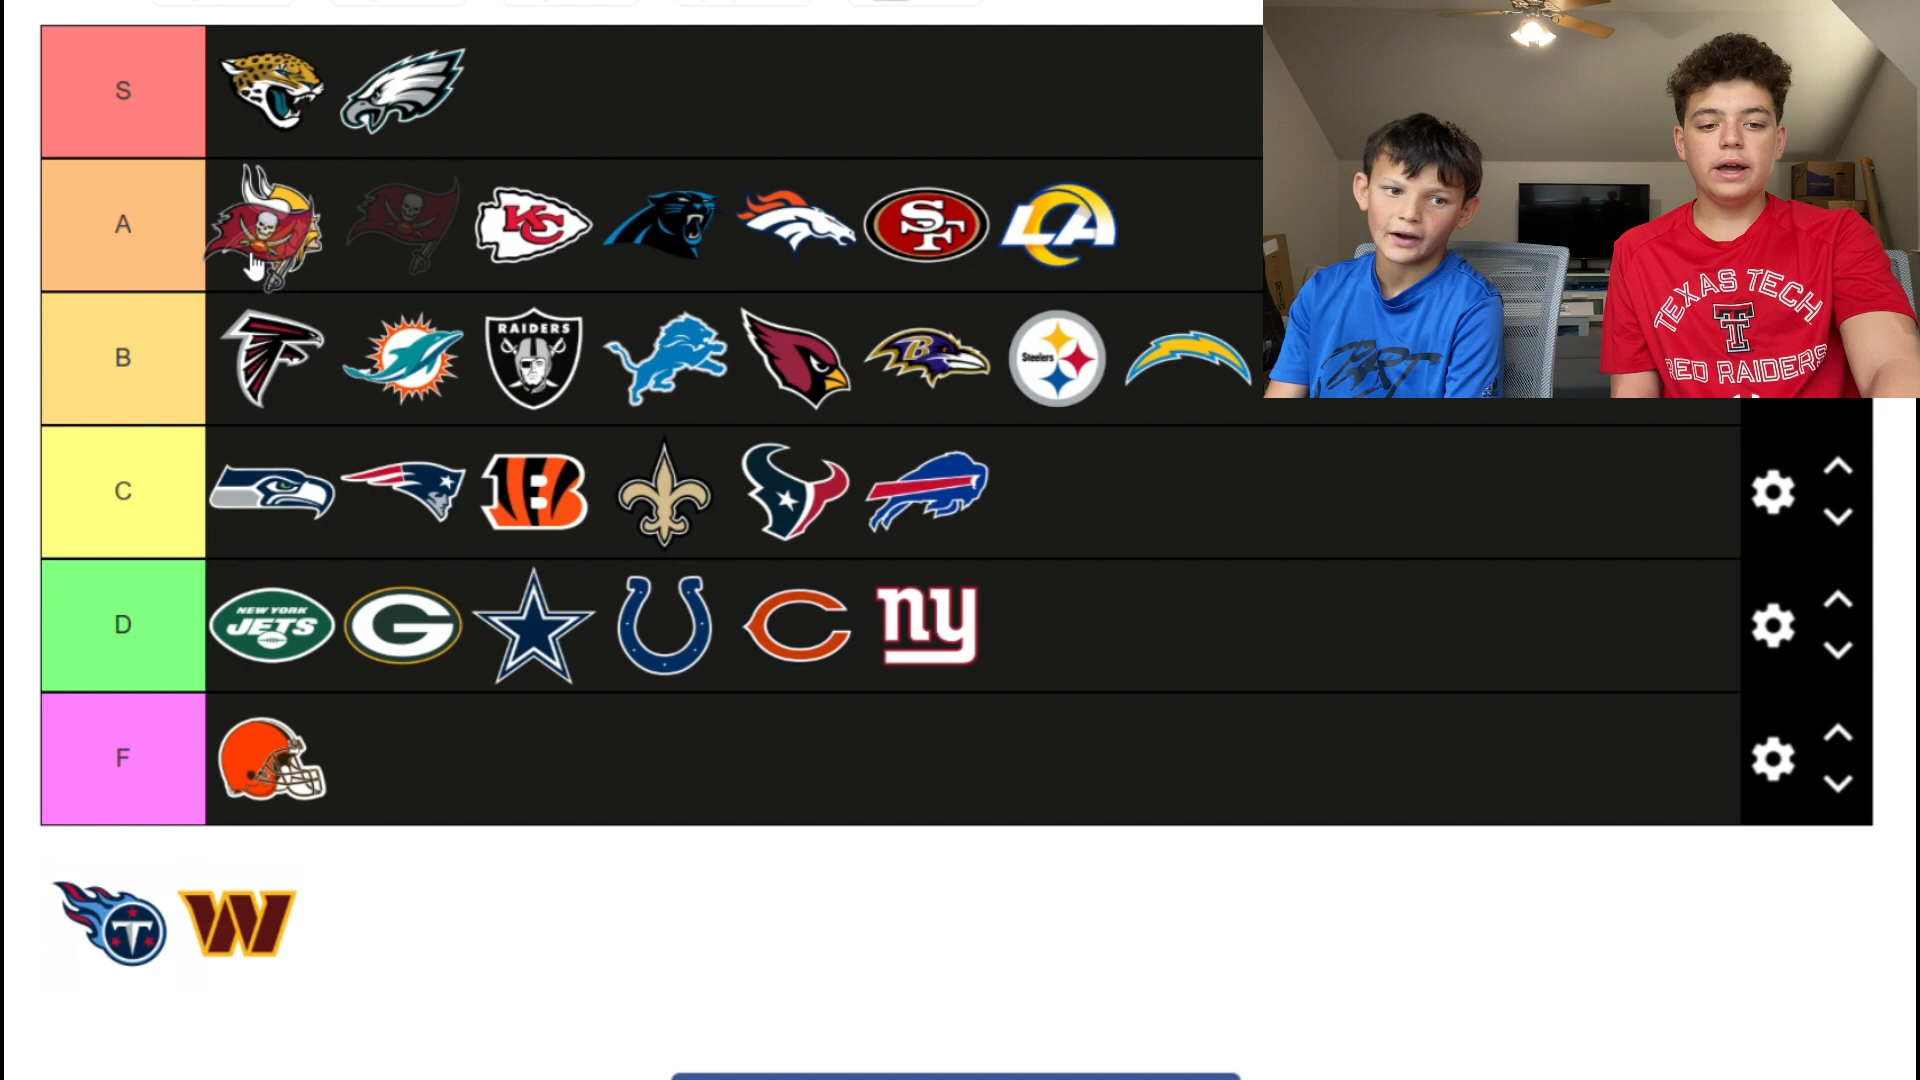 S
A
KC
SF
LA
B
RAIDERS
B
Steelers
C
B
D
NEW YORK
JETS
G
C
ny
F
T
W
TEXAS TECH
T
RED RAIDERS